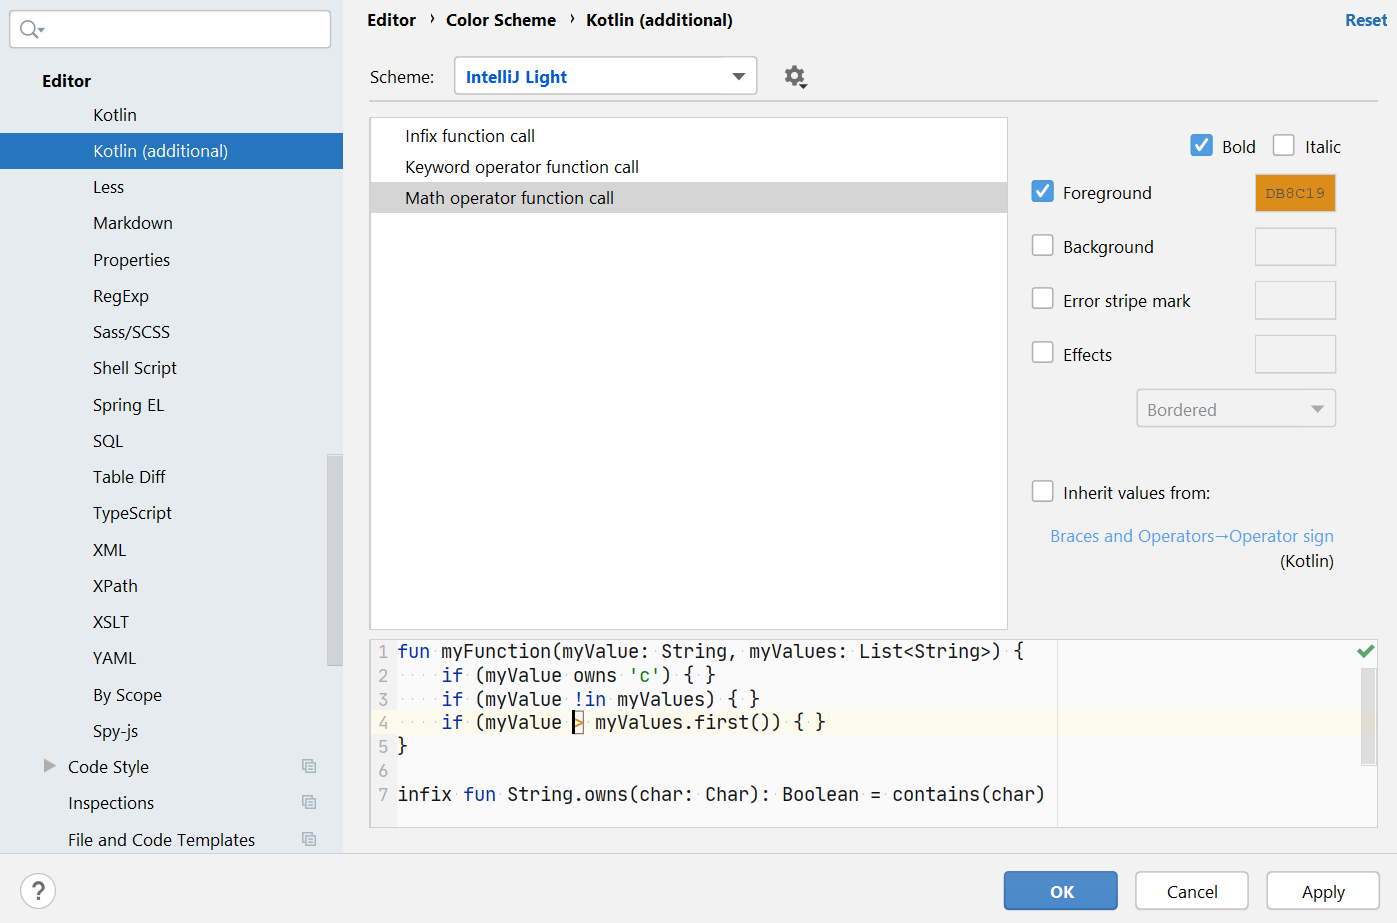 Editor › Color Scheme › Kotlin (additional)
Reset
Editor
Kotlin
Kotlin (additional)
Less
Markdown
Properties
RegExp
Sass/SCSS
Shell Script
Spring EL
SQL
Table Diff
TypeScript
XML
XPath
XSLT
YAML
By Scope
Spy-js
Code Style
Inspections
File and Code Templates
Scheme: IntelliJ Light
Infix function call
Keyword operator function call
Math operator function call
Bold Italic
Foreground DB8C19
Background
Error stripe mark
Effects
Bordered
Inherit values from:
Braces and Operators→Operator sign
(Kotlin)
1 fun myFunction(myValue: String, myValues: List<String>) {
2     if (myValue owns 'c') { }
3     if (myValue !in myValues) { }
4     if (myValue > myValues.first()) { }
5 }
6
7 infix fun String.owns(char: Char): Boolean = contains(char)
?
OK Cancel Apply